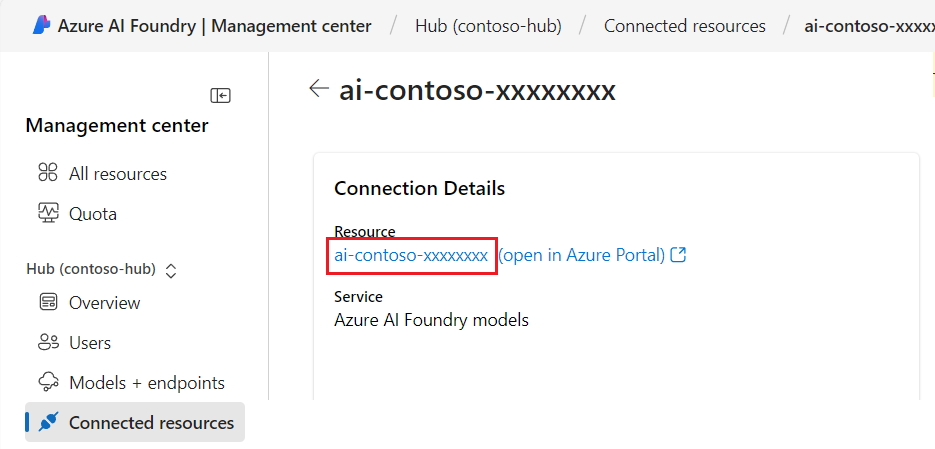 Azure AI Foundry | Management center / Hub (contoso-hub) / Connected resources / ai-contoso-xxxxx
Management center
All resources
Quota
Hub (contoso-hub)
Overview
Users
Models + endpoints
Connected resources
ai-contoso-xxxxxxxx
Connection Details
Resource
ai-contoso-xxxxxxxx (open in Azure Portal)
Service
Azure AI Foundry models